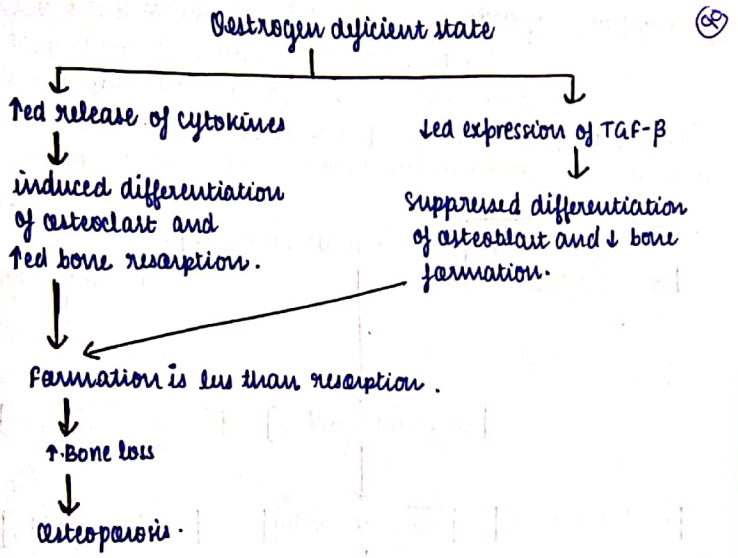 Oestrogen deficient state
↑ed release of cytokines
↓ed expression of TGF-β
induced differentiation
of osteoclast and
↑ed bone resorption.
suppressed differentiation
of osteoblast and ↓ bone
formation.
Formation is less than resorption.
↑ Bone loss
Osteoporosis.